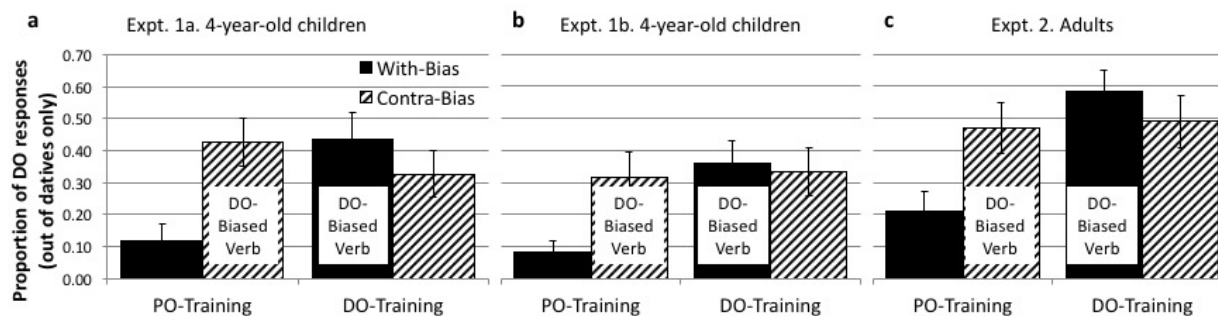 a Expt. 1a. 4-year-old children
b Expt. 1b. 4-year-old children
c Expt. 2. Adults
Proportion of DO responses
(out of datives only)
0.70
0.60
0.50
0.40
0.30
0.20
0.10
0.00
With-Bias
Contra-Bias
DO-
Biased
Verb
DO-
Biased
Verb
DO-
Biased
Verb
DO-
Biased
Verb
DO-
Biased
Verb
DO-
Biased
Verb
PO-Training
DO-Training
PO-Training
DO-Training
PO-Training
DO-Training